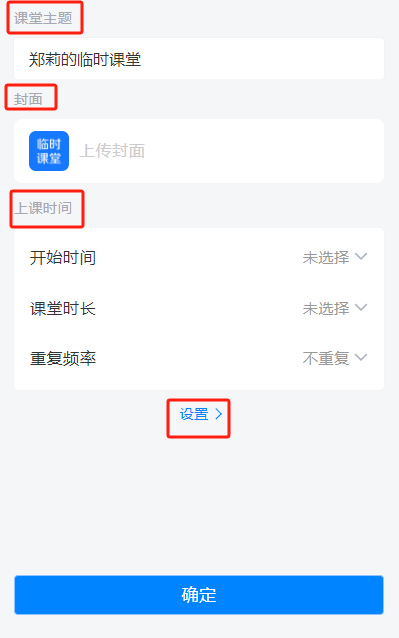 课堂主题
郑莉的临时课堂
封面
临时
课堂
上传封面
上课时间
开始时间 未选择
课堂时长 未选择
重复频率 不重复
设置
确定